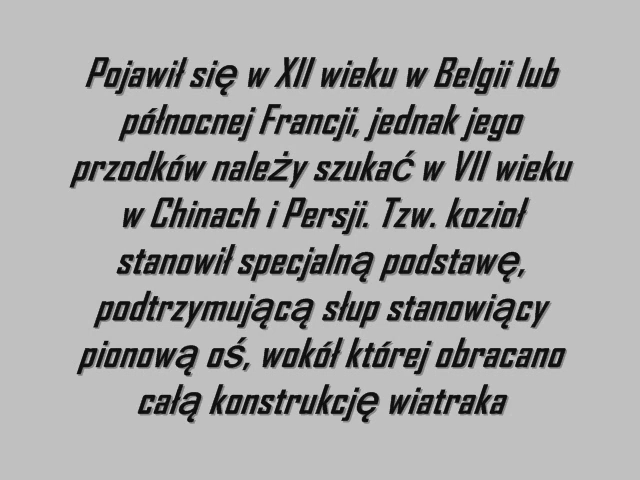 Pojawił się w XII wieku w Belgii lub
północnej Francji, jednak jego
przodków należy szukać w VII wieku
w Chinach i Persji. Tzw. kozioł
stanowił specjalną podstawę,
podtrzymującą słup stanowiący
pionową oś, wokół której obracano
całą konstrukcję wiatraka